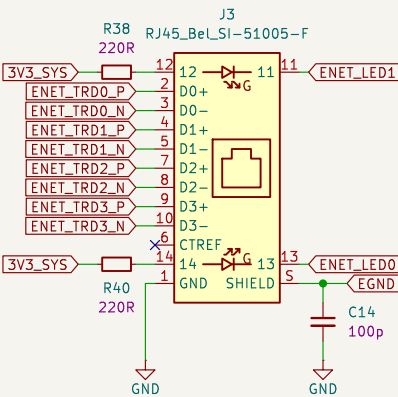 J3
RJ45_Bel_SI-51005-F
R38
220R
3V3_SYS 12 12 11 11 ENET_LED1
G
ENET_TRD0_P 2 D0+
ENET_TRD0_N 3 D0-
ENET_TRD1_P 4 D1+
ENET_TRD1_N 5 D1-
ENET_TRD2_P 7 D2+
ENET_TRD2_N 8 D2-
ENET_TRD3_P 9 D3+
ENET_TRD3_N 10 D3-
6 CTREF
G
3V3_SYS 14 14 13 13 ENET_LED0
1 GND SHIELD S EGND
R40
220R
C14
100p
GND
GND